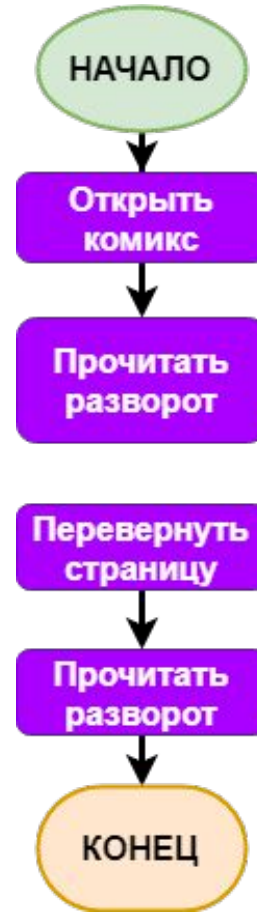 НАЧАЛО
Открыть
комикс
Прочитать
разворот
Перевернуть
страницу
Прочитать
разворот
КОНЕЦ